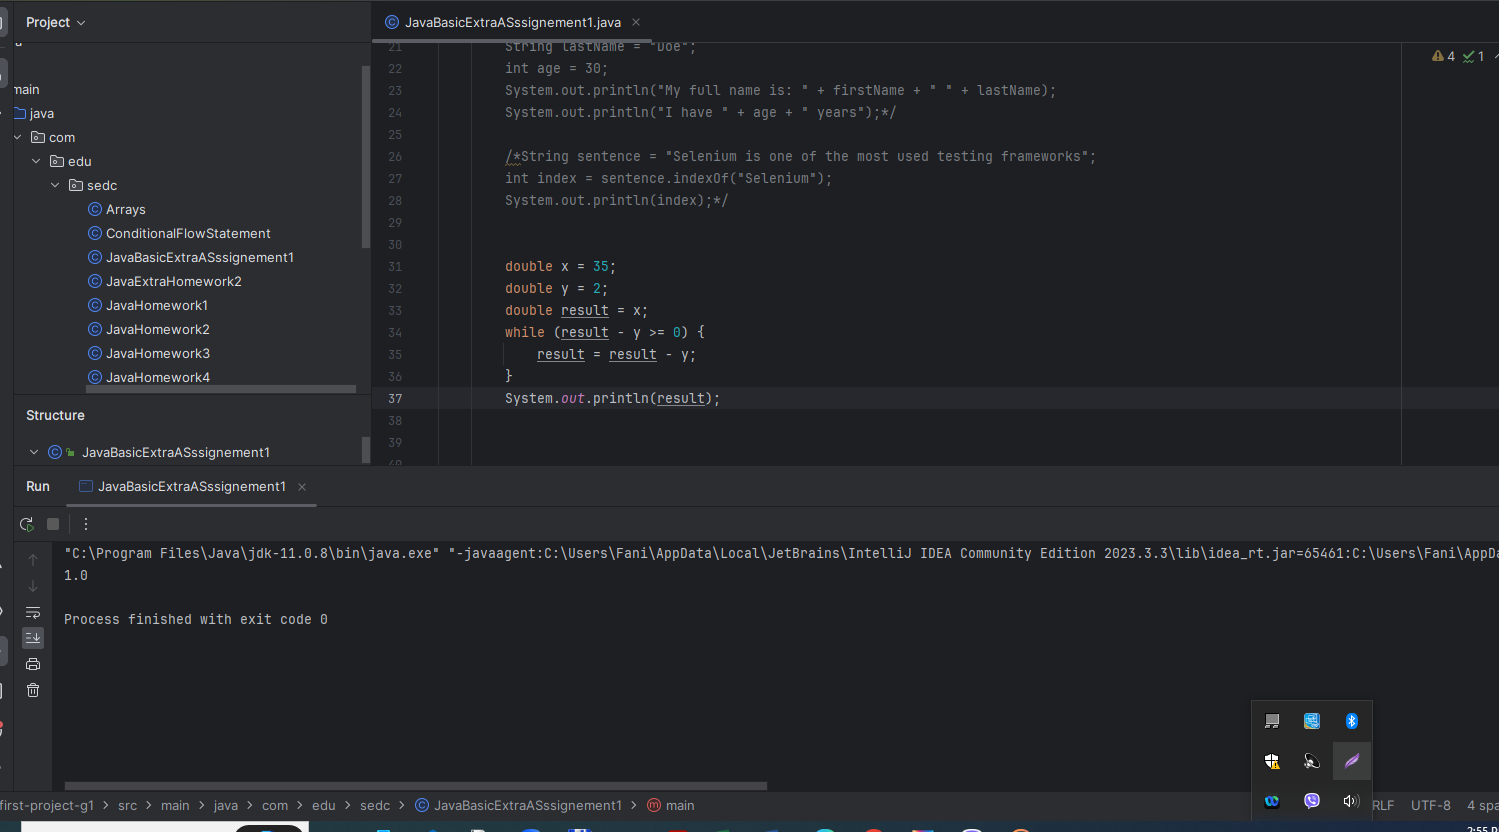 Project
JavaBasicExtraASssignement1.java
main
java
com
edu
sedc
Arrays
ConditionalFlowStatement
JavaBasicExtraASssignement1
JavaExtraHomework2
JavaHomework1
JavaHomework2
JavaHomework3
JavaHomework4
Structure
JavaBasicExtraASssignement1
21 String lastName = "Doe";
22 int age = 30;
23 System.out.println("My full name is: " + firstName + " " + lastName);
24 System.out.println("I have " + age + " years");*/
25
26 /*String sentence = "Selenium is one of the most used testing frameworks";
27 int index = sentence.indexOf("Selenium");
28 System.out.println(index);*/
29
30
31 double x = 35;
32 double y = 2;
33 double result = x;
34 while (result - y >= 0) {
35 result = result - y;
36 }
37 System.out.println(result);
38
39
40
4 1
Run JavaBasicExtraASssignement1
"C:\Program Files\Java\jdk-11.0.8\bin\java.exe" "-javaagent:C:\Users\Fani\AppData\Local\JetBrains\IntelliJ IDEA Community Edition 2023.3.3\lib\idea_rt.jar=65461:C:\Users\Fani\AppDa
1.0
Process finished with exit code 0
first-project-g1 > src > main > java > com > edu > sedc > JavaBasicExtraASssignement1 > main
RLF UTF-8 4 spa
2:55